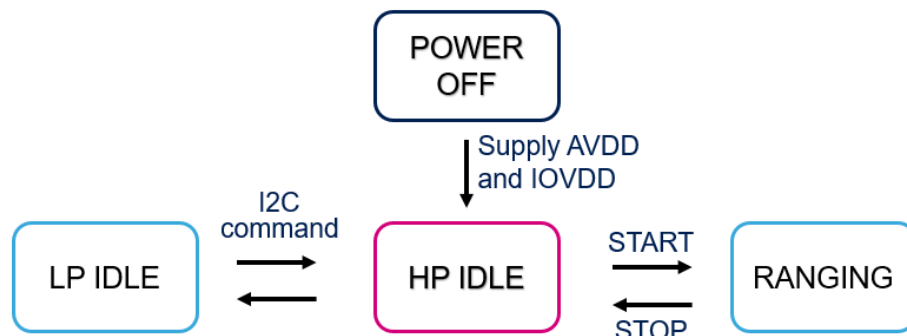 POWER
OFF
Supply AVDD
and IOVDD
I2C
command
LP IDLE
HP IDLE
START
STOP
RANGING